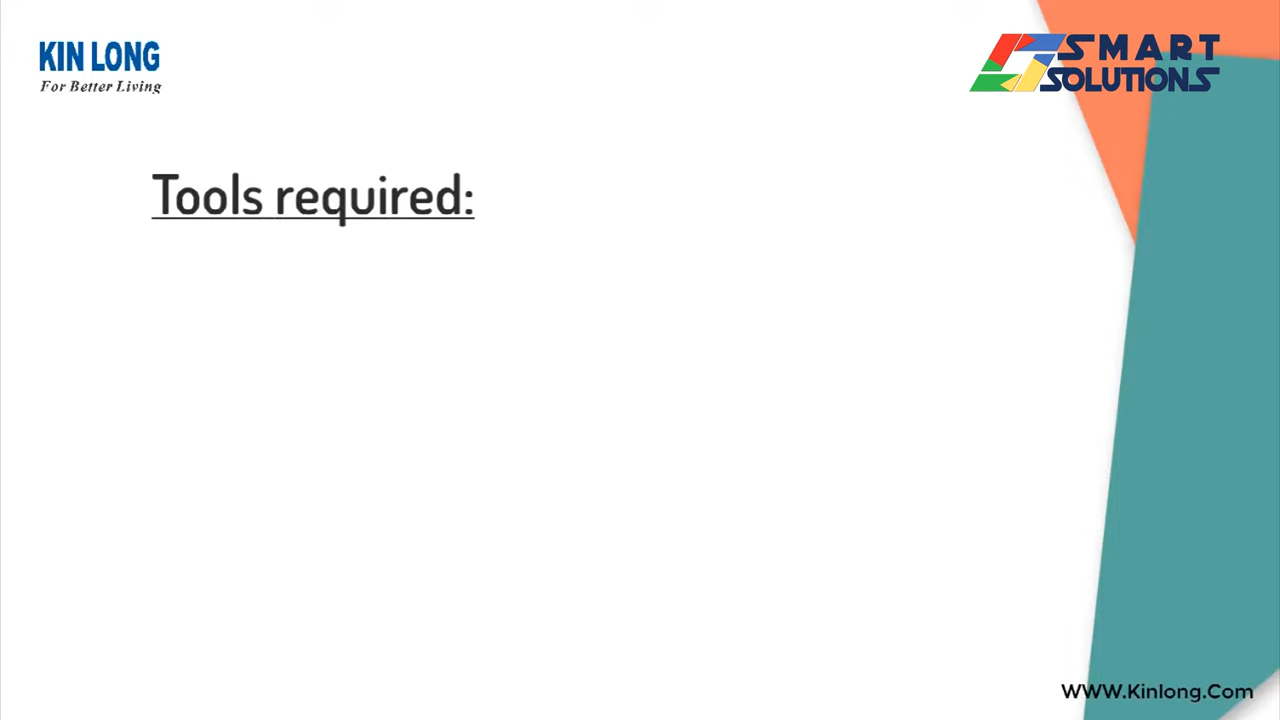 KIN LONG
For Better Living
SMART
SOLUTIONS
Tools required:
WWW.Kinlong.Com